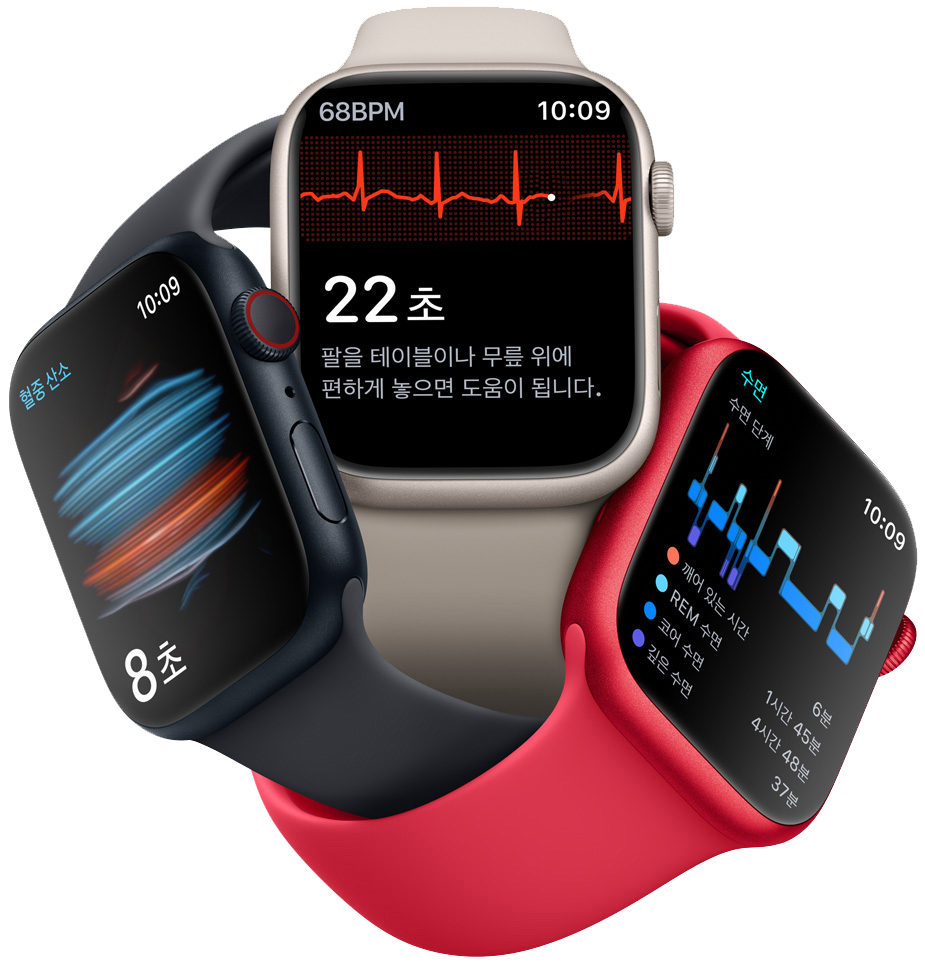 68BPM 10:09
22초
팔을 테이블이나 무릎 위에
편하게 놓으면 도움이 됩니다.
10:09
혈중 산소
8초
수면
수면 단계
10:09
깨어 있는 시간
REM 수면
코어 수면
깊은 수면
6분
1시간 45분
4시간 48분
37분